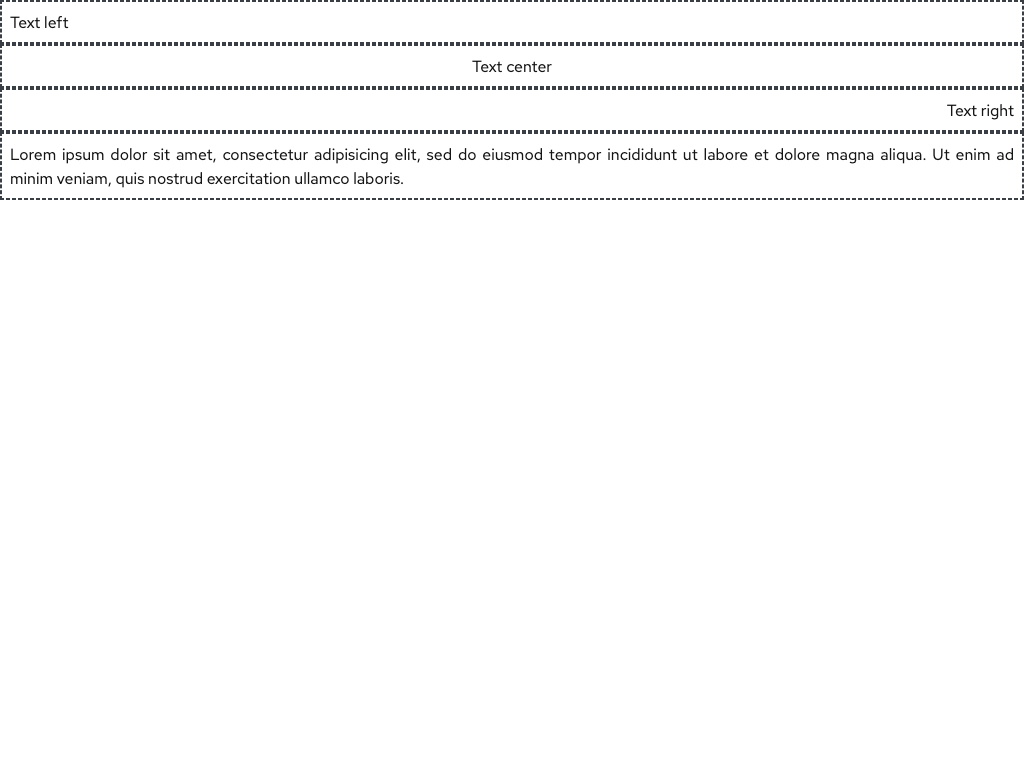 Text left
Text center
Text right
Lorem ipsum dolor sit amet, consectetur adipisicing elit, sed do eiusmod tempor incididunt ut labore et dolore magna aliqua. Ut enim ad
minim veniam, quis nostrud exercitation ullamco laboris.